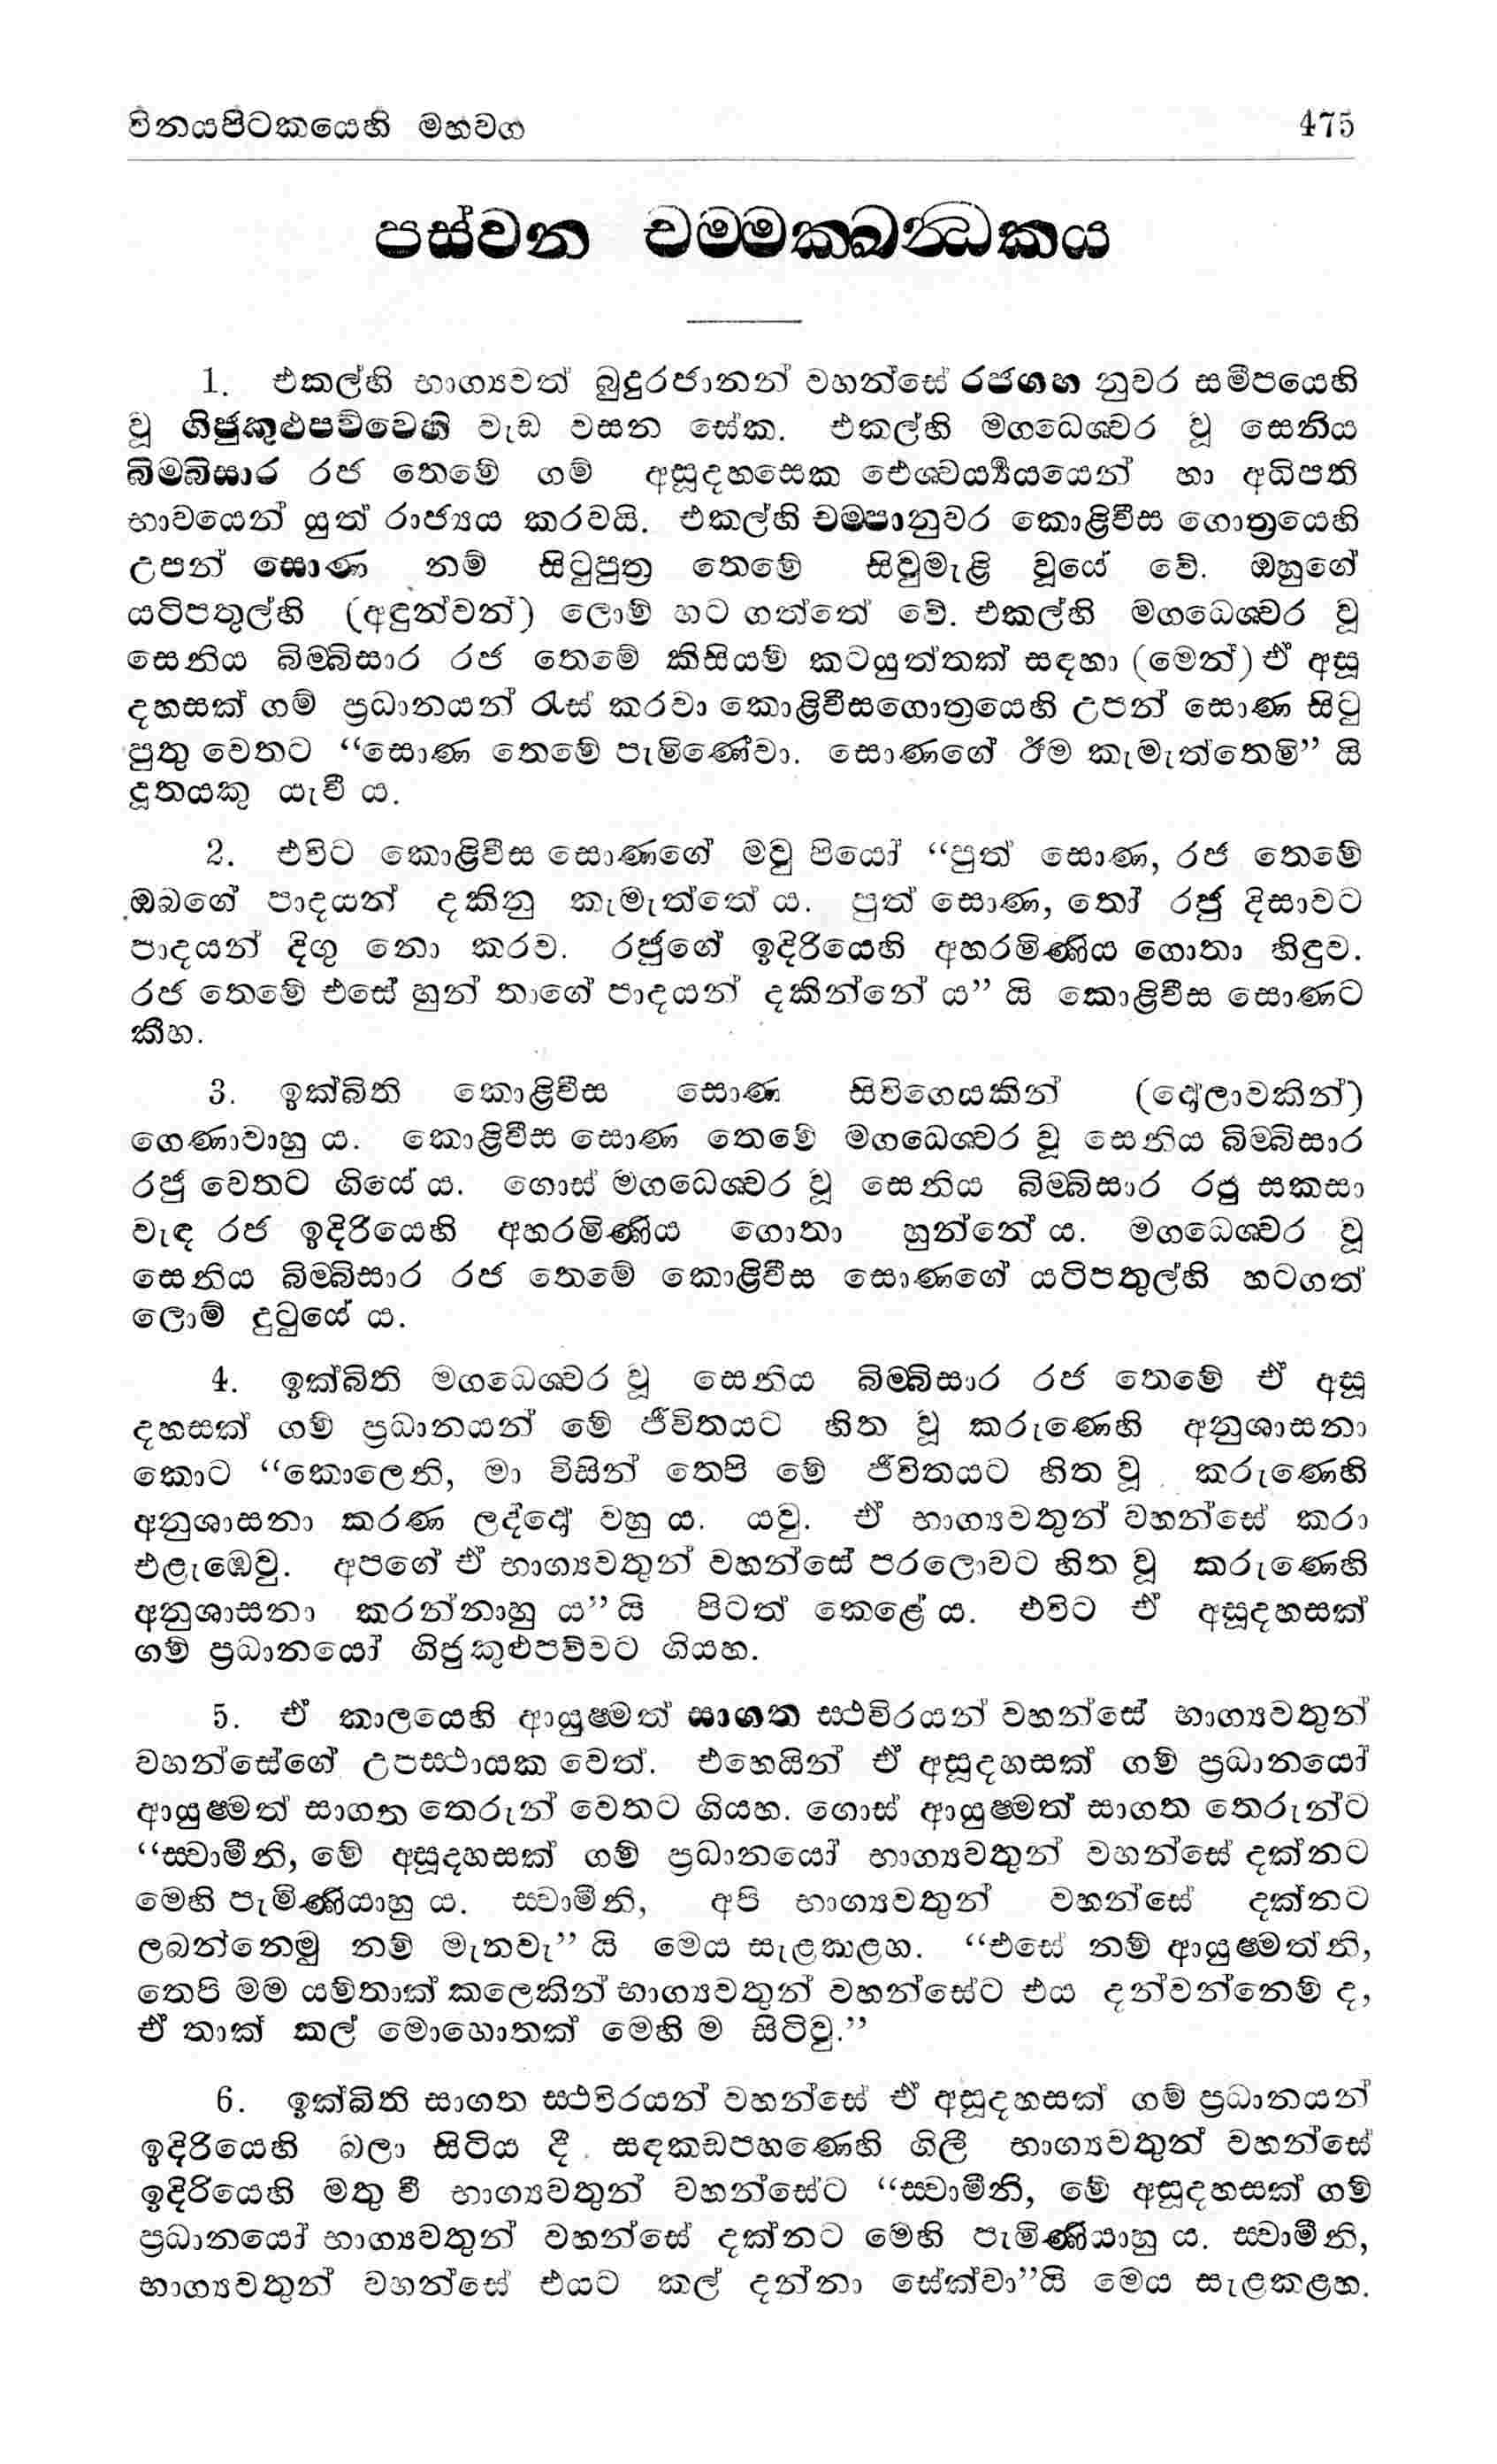 විනයපිටකයෙහි මහවග 475
පස්වන චම්මක්ඛන්ධකය
1. එකල්හි භාග්‍යවත් බුදුරජානන් වහන්සේ රජගහ නුවර සමීපයෙහි
වූ ගිජුකුළුපව්වෙහි වැඩ වසන සේක. එකල්හි මගධෙශ්වර වූ සෙනිය
බිම්බිසාර රජ තෙමේ ගම් අසූදහසෙක ඓශ්වර්‍ය්‍යයෙන් හා අධිපති
භාවයෙන් යුත් රාජ්‍යය කරවයි. එකල්හි චම්පානුවර කොළිවීස ගොත්‍රයෙහි
උපන් සොණ නම් සිටුපුත්‍ර තෙමේ සිවුමැළි වූයේ වේ. ඔහුගේ
යටිපතුල්හි (අඳුන්වන්) ලොම් හට ගත්තේ වේ. එකල්හි මගධෙශ්වර වූ
සෙනිය බිම්බිසාර රජ තෙමේ කිසියම් කටයුත්තක් සඳහා (මෙන්) ඒ අසූ
දහසක් ගම් ප්‍රධානයන් රැස් කරවා කොළිවීසගොත්‍රයෙහි උපන් සොණ සිටු
පුතු වෙතට “සොණ තෙමේ පැමිණේවා. සොණගේ ඊම කැමැත්තෙමි” යි
දූතයකු යැවී ය.
2. එවිට කොළිවීස සොණගේ මවු පියෝ “පුත් සොණ, රජ තෙමේ
ඔබගේ පාදයන් දකිනු කැමැත්තේ ය. පුත් සොණ, තෝ රජු දිසාවට
පාදයන් දිගු නො කරව. රජුගේ ඉදිරියෙහි අහරමිණිය ගොතා හිඳුව.
රජ තෙමේ එසේ හුන් තාගේ පාදයන් දකින්නේ ය” යි කොළිවීස සොණට
කීහ.
3. ඉක්බිති කොළිවීස සොණ සිවිගෙයකින් (දෝලාවකින්)
ගෙණාවාහු ය. කොළිවීස සොණ තෙමේ මගධෙශ්වර වූ සෙනිය බිම්බිසාර
රජු වෙතට ගියේ ය. ගොස් මගධෙශ්වර වූ සෙනිය බිම්බිසාර රජු සකසා
වැඳ රජ ඉදිරියෙහි අහරමිණිය ගොතා හුන්නේ ය. මගධෙශ්වර වූ
සෙනිය බිම්බිසාර රජ තෙමේ කොළිවීස සොණගේ යටිපතුල්හි හටගත්
ලොම් දුටුයේ ය.
4. ඉක්බිති මගධෙශ්වර වූ සෙනිය බිම්බිසාර රජ තෙමේ ඒ අසූ
දහසක් ගම් ප්‍රධානයන් මේ ජීවිතයට හිත වූ කරුණෙහි අනුශාසනා
කොට “කොලෙනි, මා විසින් තෙපි මේ ජීවිතයට හිත වූ කරුණෙහි
අනුශාසනා කරණ ලද්දෝ වහු ය. යවු. ඒ භාග්‍යවතුන් වහන්සේ කරා
එළැඹෙවු. අපගේ ඒ භාග්‍යවතුන් වහන්සේ පරලොවට හිත වූ කරුණෙහි
අනුශාසනා කරන්නාහු ය” යි පිටත් කෙළේ ය. එවිට ඒ අසූදහසක්
ගම් ප්‍රධානයෝ ගිජුකුළුපව්වට ගියහ.
5. ඒ කාලයෙහි ආයුෂ්මත් සාගත ස්ථවිරයන් වහන්සේ භාග්‍යවතුන්
වහන්සේගේ උපස්ථායක වෙත්. එහෙයින් ඒ අසූදහසක් ගම් ප්‍රධානයෝ
ආයුෂ්මත් සාගත තෙරුන් වෙතට ගියහ. ගොස් ආයුෂ්මත් සාගත තෙරුන්ට
“ස්වාමීනි, මේ අසූදහසක් ගම් ප්‍රධානයෝ භාග්‍යවතුන් වහන්සේ දක්නට
මෙහි පැමිණියාහු ය. ස්වාමීනි, අපි භාග්‍යවතුන් වහන්සේ දක්නට
ලබන්නෙමු නම් මැනවැ” යි මෙය සැළකළහ. “එසේ නම් ආයුෂ්මත්නි,
තෙපි මම යම්තාක් කලෙකින් භාග්‍යවතුන් වහන්සේට එය දන්වන්නෙම් ද,
ඒ තාක් කල් මොහොතක් මෙහි ම සිටිවු.”
6. ඉක්බිති සාගත ස්ථවිරයන් වහන්සේ ඒ අසූදහසක් ගම් ප්‍රධානයන්
ඉදිරියෙහි බලා සිටිය දී සඳකඩපහණෙහි ගිලී භාග්‍යවතුන් වහන්සේ
ඉදිරියෙහි මතු වී භාග්‍යවතුන් වහන්සේට “ස්වාමීනි, මේ අසූදහසක් ගම්
ප්‍රධානයෝ භාග්‍යවතුන් වහන්සේ දක්නට මෙහි පැමිණියාහු ය. ස්වාමීනි,
භාග්‍යවතුන් වහන්සේ එයට කල් දන්නා සේක්වා”යි මෙය සැළකළහ.